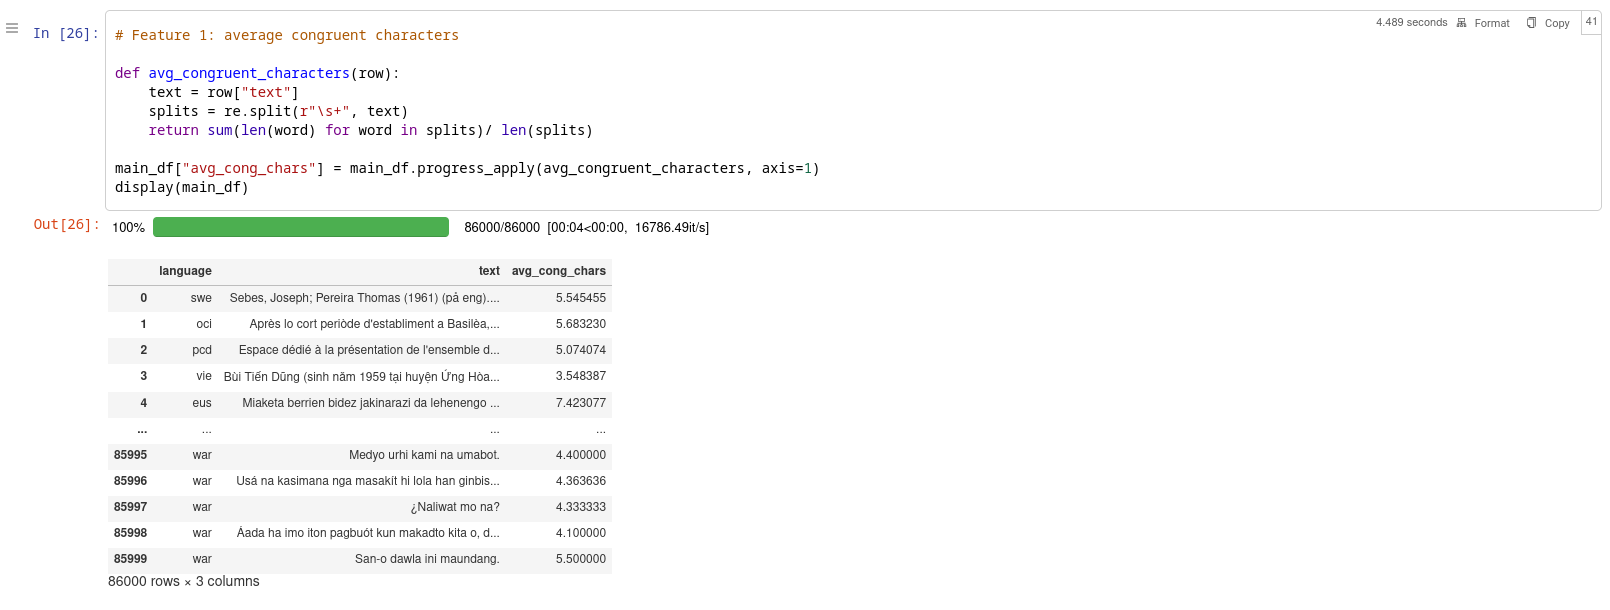 4.489 seconds Format Copy 41
In [26]: # Feature 1: average congruent characters
def avg_congruent_characters(row):
    text = row["text"]
    splits = re.split(r"\s+", text)
    return sum(len(word) for word in splits)/ len(splits)
main_df["avg_cong_chars"] = main_df.progress_apply(avg_congruent_characters, axis=1)
display(main_df)
Out[26]: 100% 86000/86000 [00:04<00:00, 16786.49it/s]
language text avg_cong_chars
0 swe Sebes, Joseph; Pereira Thomas (1961) (på eng).... 5.545455
1 oci Après lo cort periòde d'establiment a Basilèa,... 5.683230
2 pcd Espace dédié à la présentation de l'ensemble d... 5.074074
3 vie Bùi Tiến Dũng (sinh năm 1959 tại huyện Ứng Hòa... 3.548387
4 eus Miaketa berrien bidez jakinarazi da lehenengo ... 7.423077
... ... ... ...
85995 war Medyo urhi kami na umabot. 4.400000
85996 war Usá na kasimana nga masakít hi lola han ginbis... 4.363636
85997 war ¿Naliwat mo na? 4.333333
85998 war Áada ha imo iton pagbuót kun makadto kita o, d... 4.100000
85999 war San-o dawla ini maundang. 5.500000
86000 rows × 3 columns